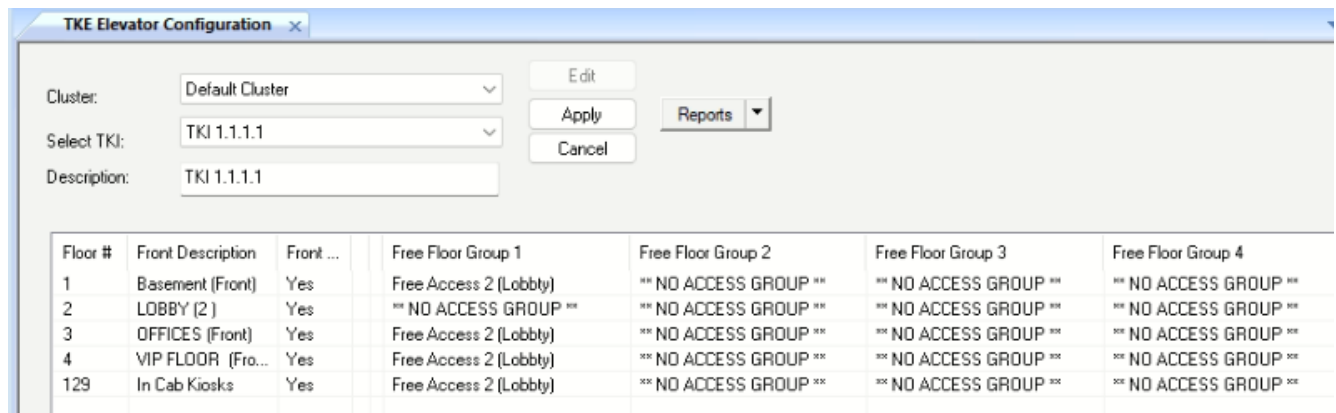 TKE Elevator Configuration
Cluster: Default Cluster Edit
Select TKI: TKI 1.1.1.1 Apply Reports
Cancel
Description: TKI 1.1.1.1
Floor # Front Description Front ... Free Floor Group 1 Free Floor Group 2 Free Floor Group 3 Free Floor Group 4
1 Basement (Front) Yes Free Access 2 (Lobbty) ** NO ACCESS GROUP ** ** NO ACCESS GROUP ** ** NO ACCESS GROUP **
2 LOBBY (2 ) Yes ** NO ACCESS GROUP ** ** NO ACCESS GROUP ** ** NO ACCESS GROUP ** ** NO ACCESS GROUP **
3 OFFICES (Front) Yes Free Access 2 (Lobbty) ** NO ACCESS GROUP ** ** NO ACCESS GROUP ** ** NO ACCESS GROUP **
4 VIP FLOOR (Fro... Yes Free Access 2 (Lobbty) ** NO ACCESS GROUP ** ** NO ACCESS GROUP ** ** NO ACCESS GROUP **
129 In Cab Kiosks Yes Free Access 2 (Lobbty) ** NO ACCESS GROUP ** ** NO ACCESS GROUP ** ** NO ACCESS GROUP **